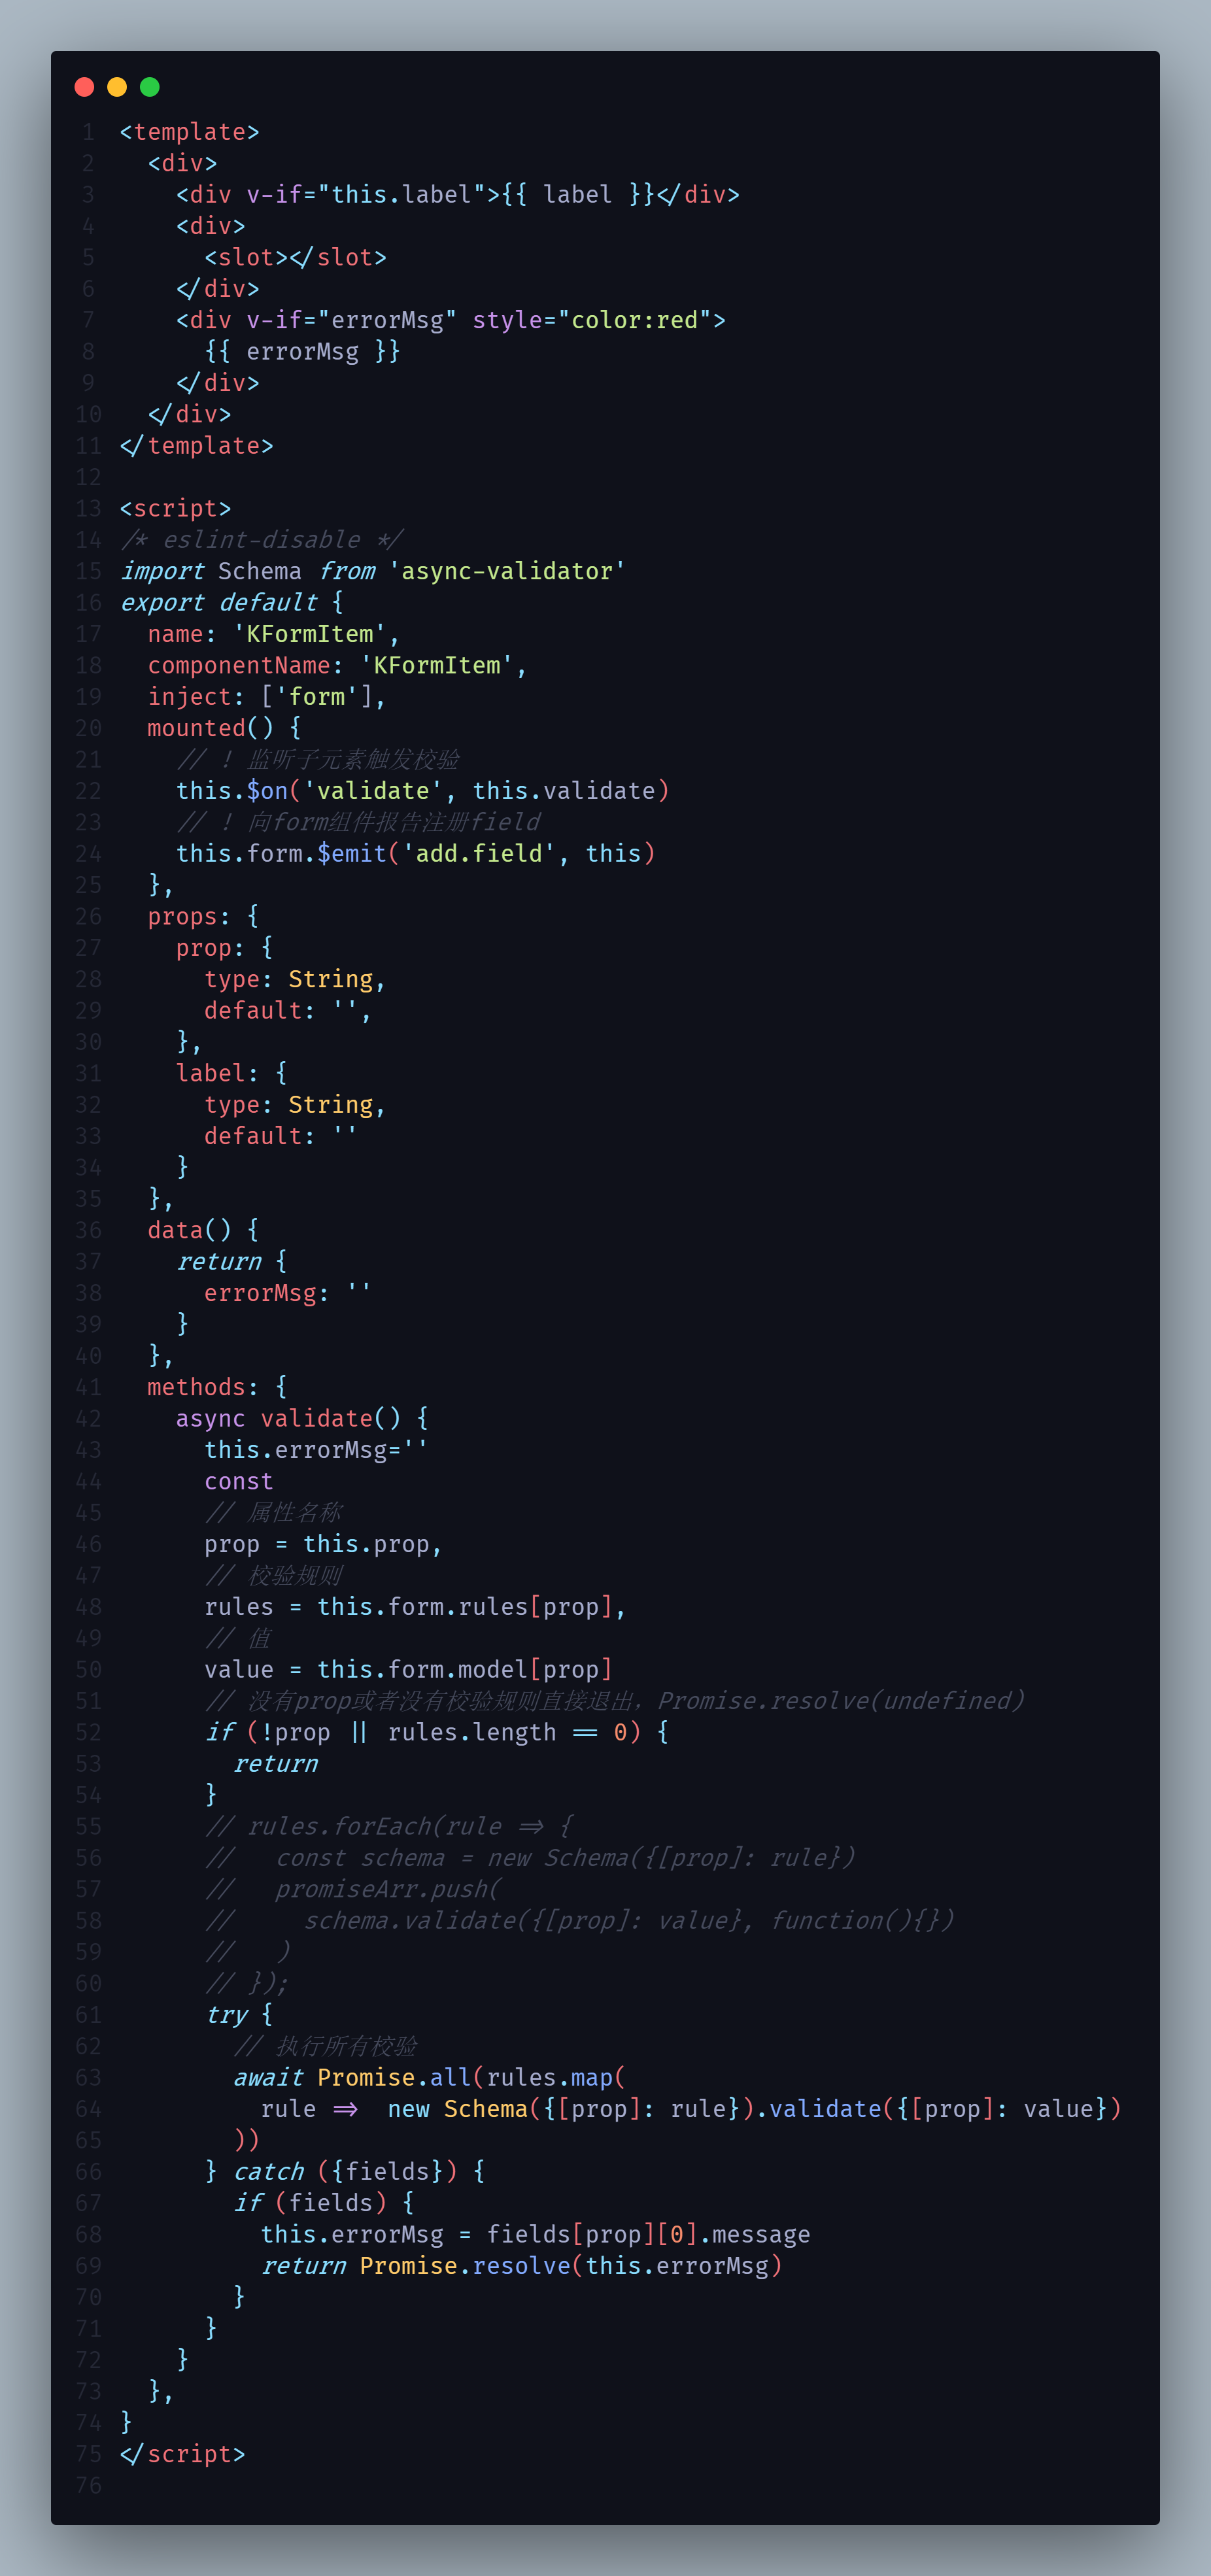 1 <template>
2   <div>
3     <div v-if="this.label">{{ label }}</div>
4     <div>
5       <slot></slot>
6     </div>
7     <div v-if="errorMsg" style="color:red">
8       {{ errorMsg }}
9     </div>
10   </div>
11 </template>
12
13 <script>
14 /* eslint-disable */
15 import Schema from 'async-validator'
16 export default {
17   name: 'KFormItem',
18   componentName: 'KFormItem',
19   inject: ['form'],
20   mounted() {
21     // ! 监听子元素触发校验
22     this.$on('validate', this.validate)
23     // ! 向form组件报告注册field
24     this.form.$emit('add.field', this)
25   },
26   props: {
27     prop: {
28       type: String,
29       default: '',
30     },
31     label: {
32       type: String,
33       default: ''
34     }
35   },
36   data() {
37     return {
38       errorMsg: ''
39     }
40   },
41   methods: {
42     async validate() {
43       this.errorMsg=''
44       const
45       // 属性名称
46       prop = this.prop,
47       // 校验规则
48       rules = this.form.rules[prop],
49       // 值
50       value = this.form.model[prop]
51       // 没有prop或者没有校验规则直接退出，Promise.resolve(undefined)
52       if (!prop || rules.length == 0) {
53         return
54       }
55       // rules.forEach(rule => {
56       //   const schema = new Schema({[prop]: rule})
57       //   promiseArr.push(
58       //     schema.validate({[prop]: value}, function(){})
59       //   )
60       // });
61       try {
62         // 执行所有校验
63         await Promise.all(rules.map(
64           rule =>  new Schema({[prop]: rule}).validate({[prop]: value})
65         ))
66       } catch ({fields}) {
67         if (fields) {
68           this.errorMsg = fields[prop][0].message
69           return Promise.resolve(this.errorMsg)
70         }
71       }
72     }
73   },
74 }
75 </script>
76